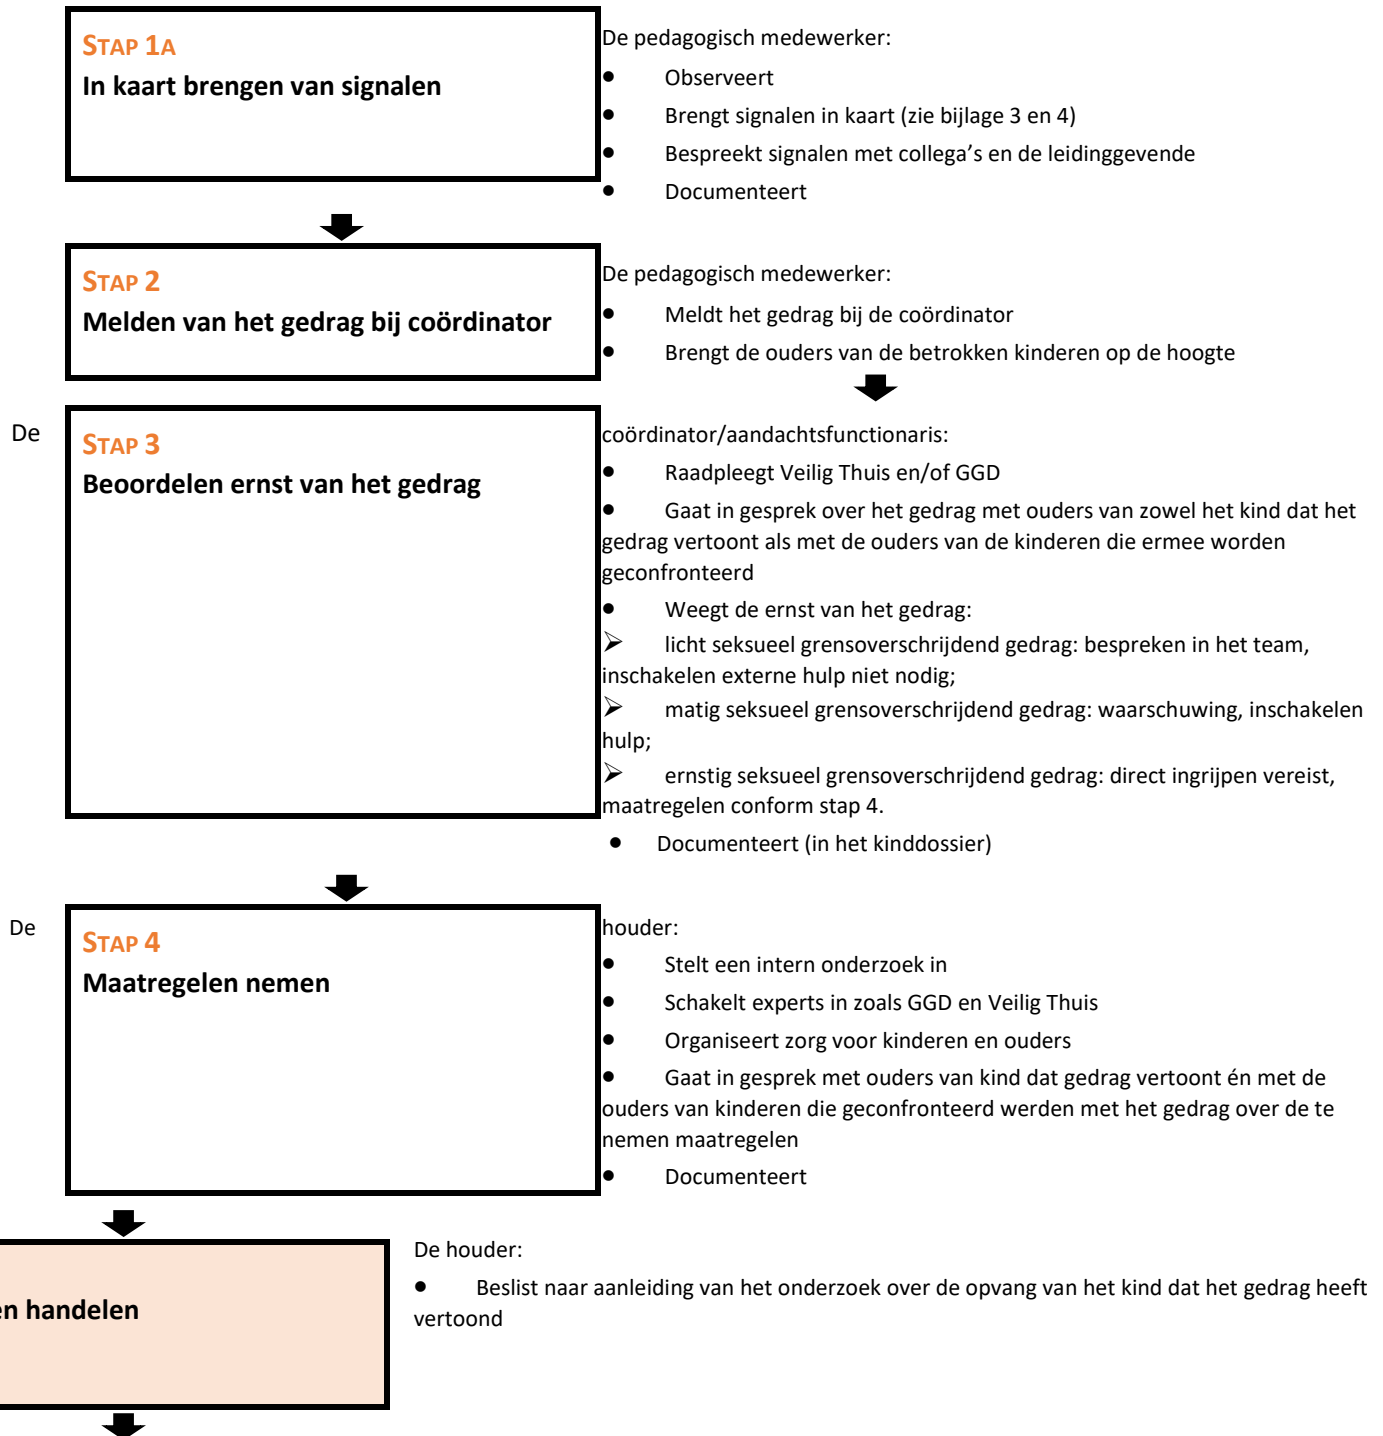 STAP 1A
In kaart brengen van signalen
De pedagogisch medewerker:
● Observeert
● Brengt signalen in kaart (zie bijlage 3 en 4)
● Bespreekt signalen met collega’s en de leidinggevende
● Documenteert
STAP 2
Melden van het gedrag bij coördinator
De pedagogisch medewerker:
● Meldt het gedrag bij de coördinator
● Brengt de ouders van de betrokken kinderen op de hoogte
De
STAP 3
Beoordelen ernst van het gedrag
coördinator/aandachtsfunctionaris:
● Raadpleegt Veilig Thuis en/of GGD
● Gaat in gesprek over het gedrag met ouders van zowel het kind dat het
gedrag vertoont als met de ouders van de kinderen die ermee worden
geconfronteerd
● Weegt de ernst van het gedrag:
➢ licht seksueel grensoverschrijdend gedrag: bespreken in het team,
inschakelen externe hulp niet nodig;
➢ matig seksueel grensoverschrijdend gedrag: waarschuwing, inschakelen
hulp;
➢ ernstig seksueel grensoverschrijdend gedrag: direct ingrijpen vereist,
maatregelen conform stap 4.
● Documenteert (in het kinddossier)
De
STAP 4
Maatregelen nemen
houder:
● Stelt een intern onderzoek in
● Schakelt experts in zoals GGD en Veilig Thuis
● Organiseert zorg voor kinderen en ouders
● Gaat in gesprek met ouders van kind dat gedrag vertoont én met de
ouders van kinderen die geconfronteerd werden met het gedrag over de te
nemen maatregelen
● Documenteert
en handelen
De houder:
● Beslist naar aanleiding van het onderzoek over de opvang van het kind dat het gedrag heeft
vertoond